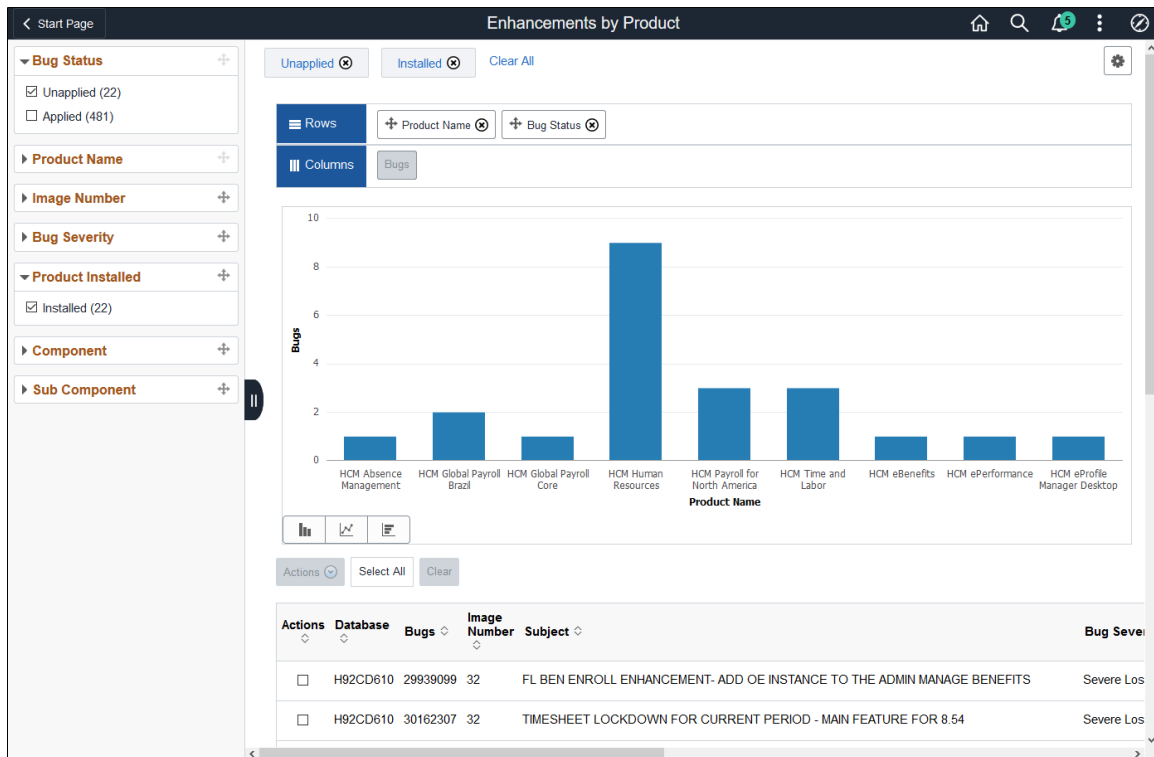 Start Page
Enhancements by Product
5
Bug Status
Unapplied (22)
Applied (481)
Product Name
Image Number
Bug Severity
Product Installed
Installed (22)
Component
Sub Component
Unapplied
Installed
Clear All
Rows
Product Name
Bug Status
Columns
Bugs
10
8
6
4
2
0
Bugs
HCM Absence
Management
HCM Global Payroll
Brazil
HCM Global Payroll
Core
HCM Human
Resources
HCM Payroll for
North America
HCM Time and
Labor
HCM eBenefits
HCM ePerformance
HCM eProfile
Manager Desktop
Product Name
Actions
Select All
Clear
Actions
Database
Bugs
Image
Number
Subject
Bug Sever
H92CD610 29939099 32 FL BEN ENROLL ENHANCEMENT- ADD OE INSTANCE TO THE ADMIN MANAGE BENEFITS Severe Los
H92CD610 30162307 32 TIMESHEET LOCKDOWN FOR CURRENT PERIOD - MAIN FEATURE FOR 8.54 Severe Los